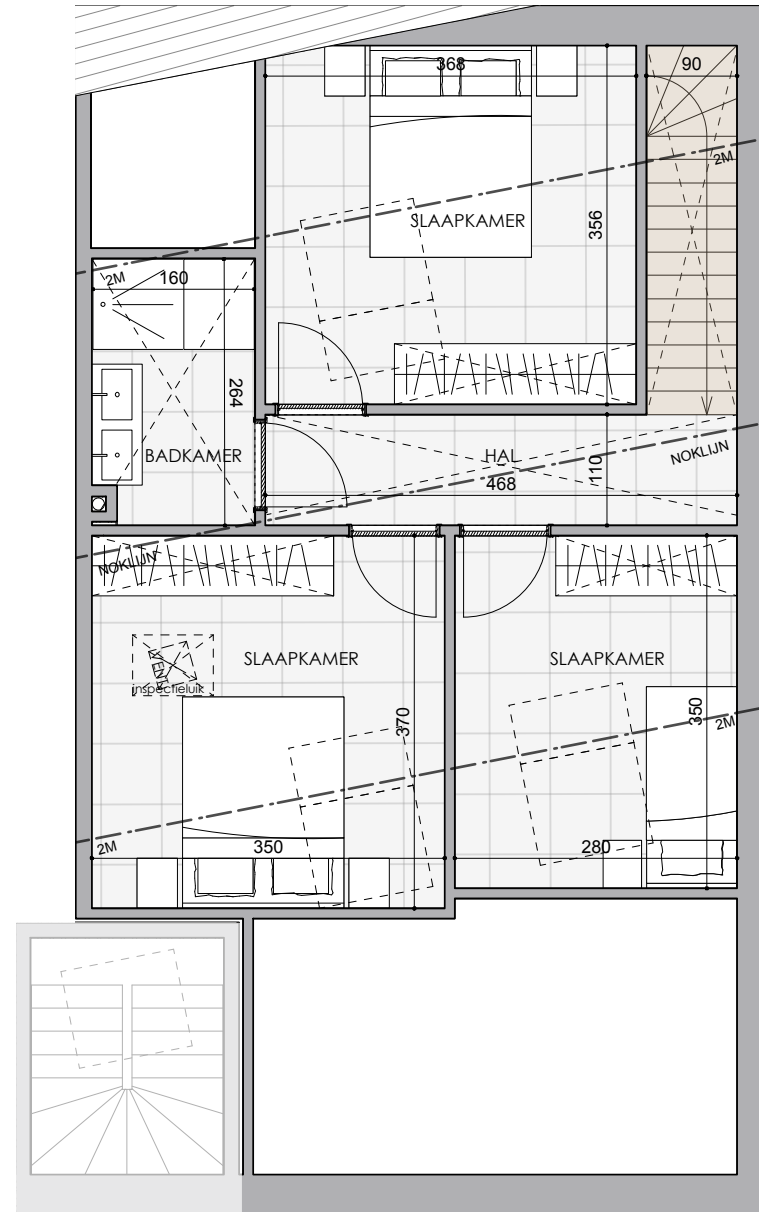 368
90
2M
SLAAPKAMER
356
2M
160
264
BADKAMER
HAL
468
110
NOKLIJN
NOKLIJN
SLAAPKAMER
SLAAPKAMER
VENT.
inspectieluik
370
350
2M
2M
350
280